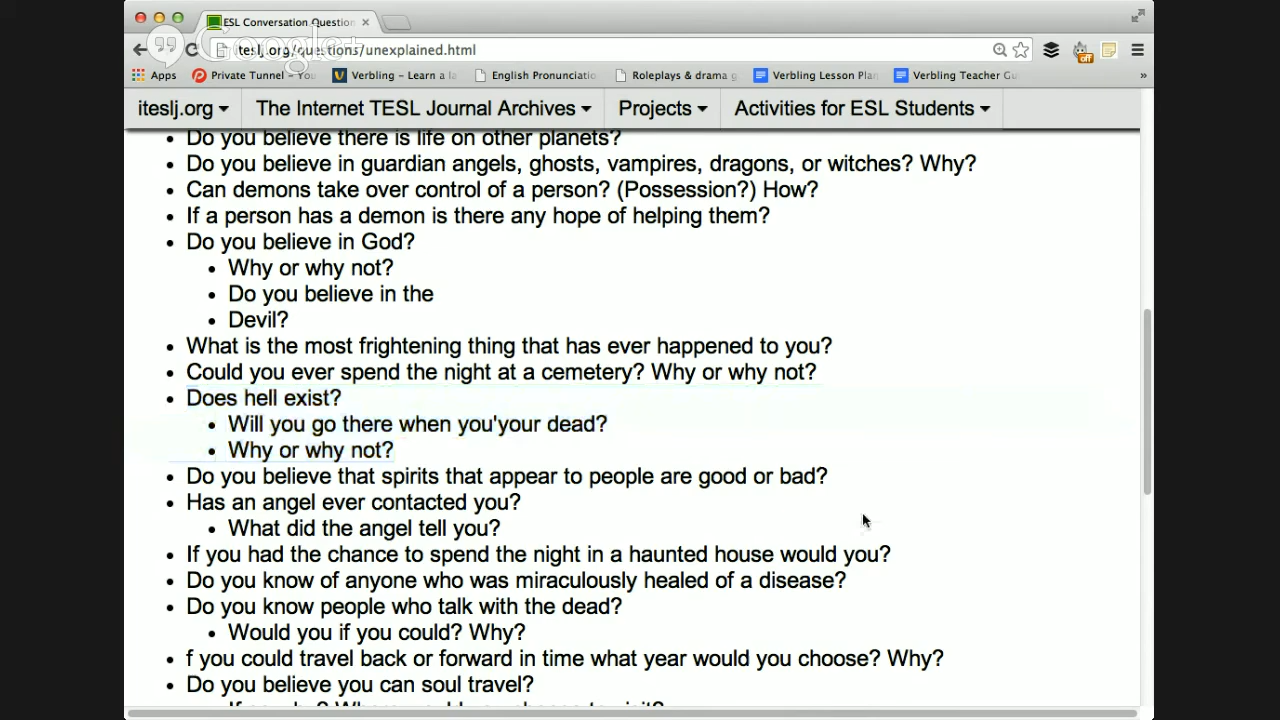 ESL Conversation Question
Google+
iteslj.org/questions/unexplained.html
off
Apps
Private Tunnel – You
Verbling – Learn a la
English Pronunciatio
Roleplays & drama g
Verbling Lesson Plan
Verbling Teacher Gu
»
iteslj.org
The Internet TESL Journal Archives
Projects
Activities for ESL Students
• Do you believe there is life on other planets?
• Do you believe in guardian angels, ghosts, vampires, dragons, or witches? Why?
• Can demons take over control of a person? (Possession?) How?
• If a person has a demon is there any hope of helping them?
• Do you believe in God?
• Why or why not?
• Do you believe in the
• Devil?
• What is the most frightening thing that has ever happened to you?
• Could you ever spend the night at a cemetery? Why or why not?
• Does hell exist?
• Will you go there when you'your dead?
• Why or why not?
• Do you believe that spirits that appear to people are good or bad?
• Has an angel ever contacted you?
• What did the angel tell you?
• If you had the chance to spend the night in a haunted house would you?
• Do you know of anyone who was miraculously healed of a disease?
• Do you know people who talk with the dead?
• Would you if you could? Why?
• f you could travel back or forward in time what year would you choose? Why?
• Do you believe you can soul travel?